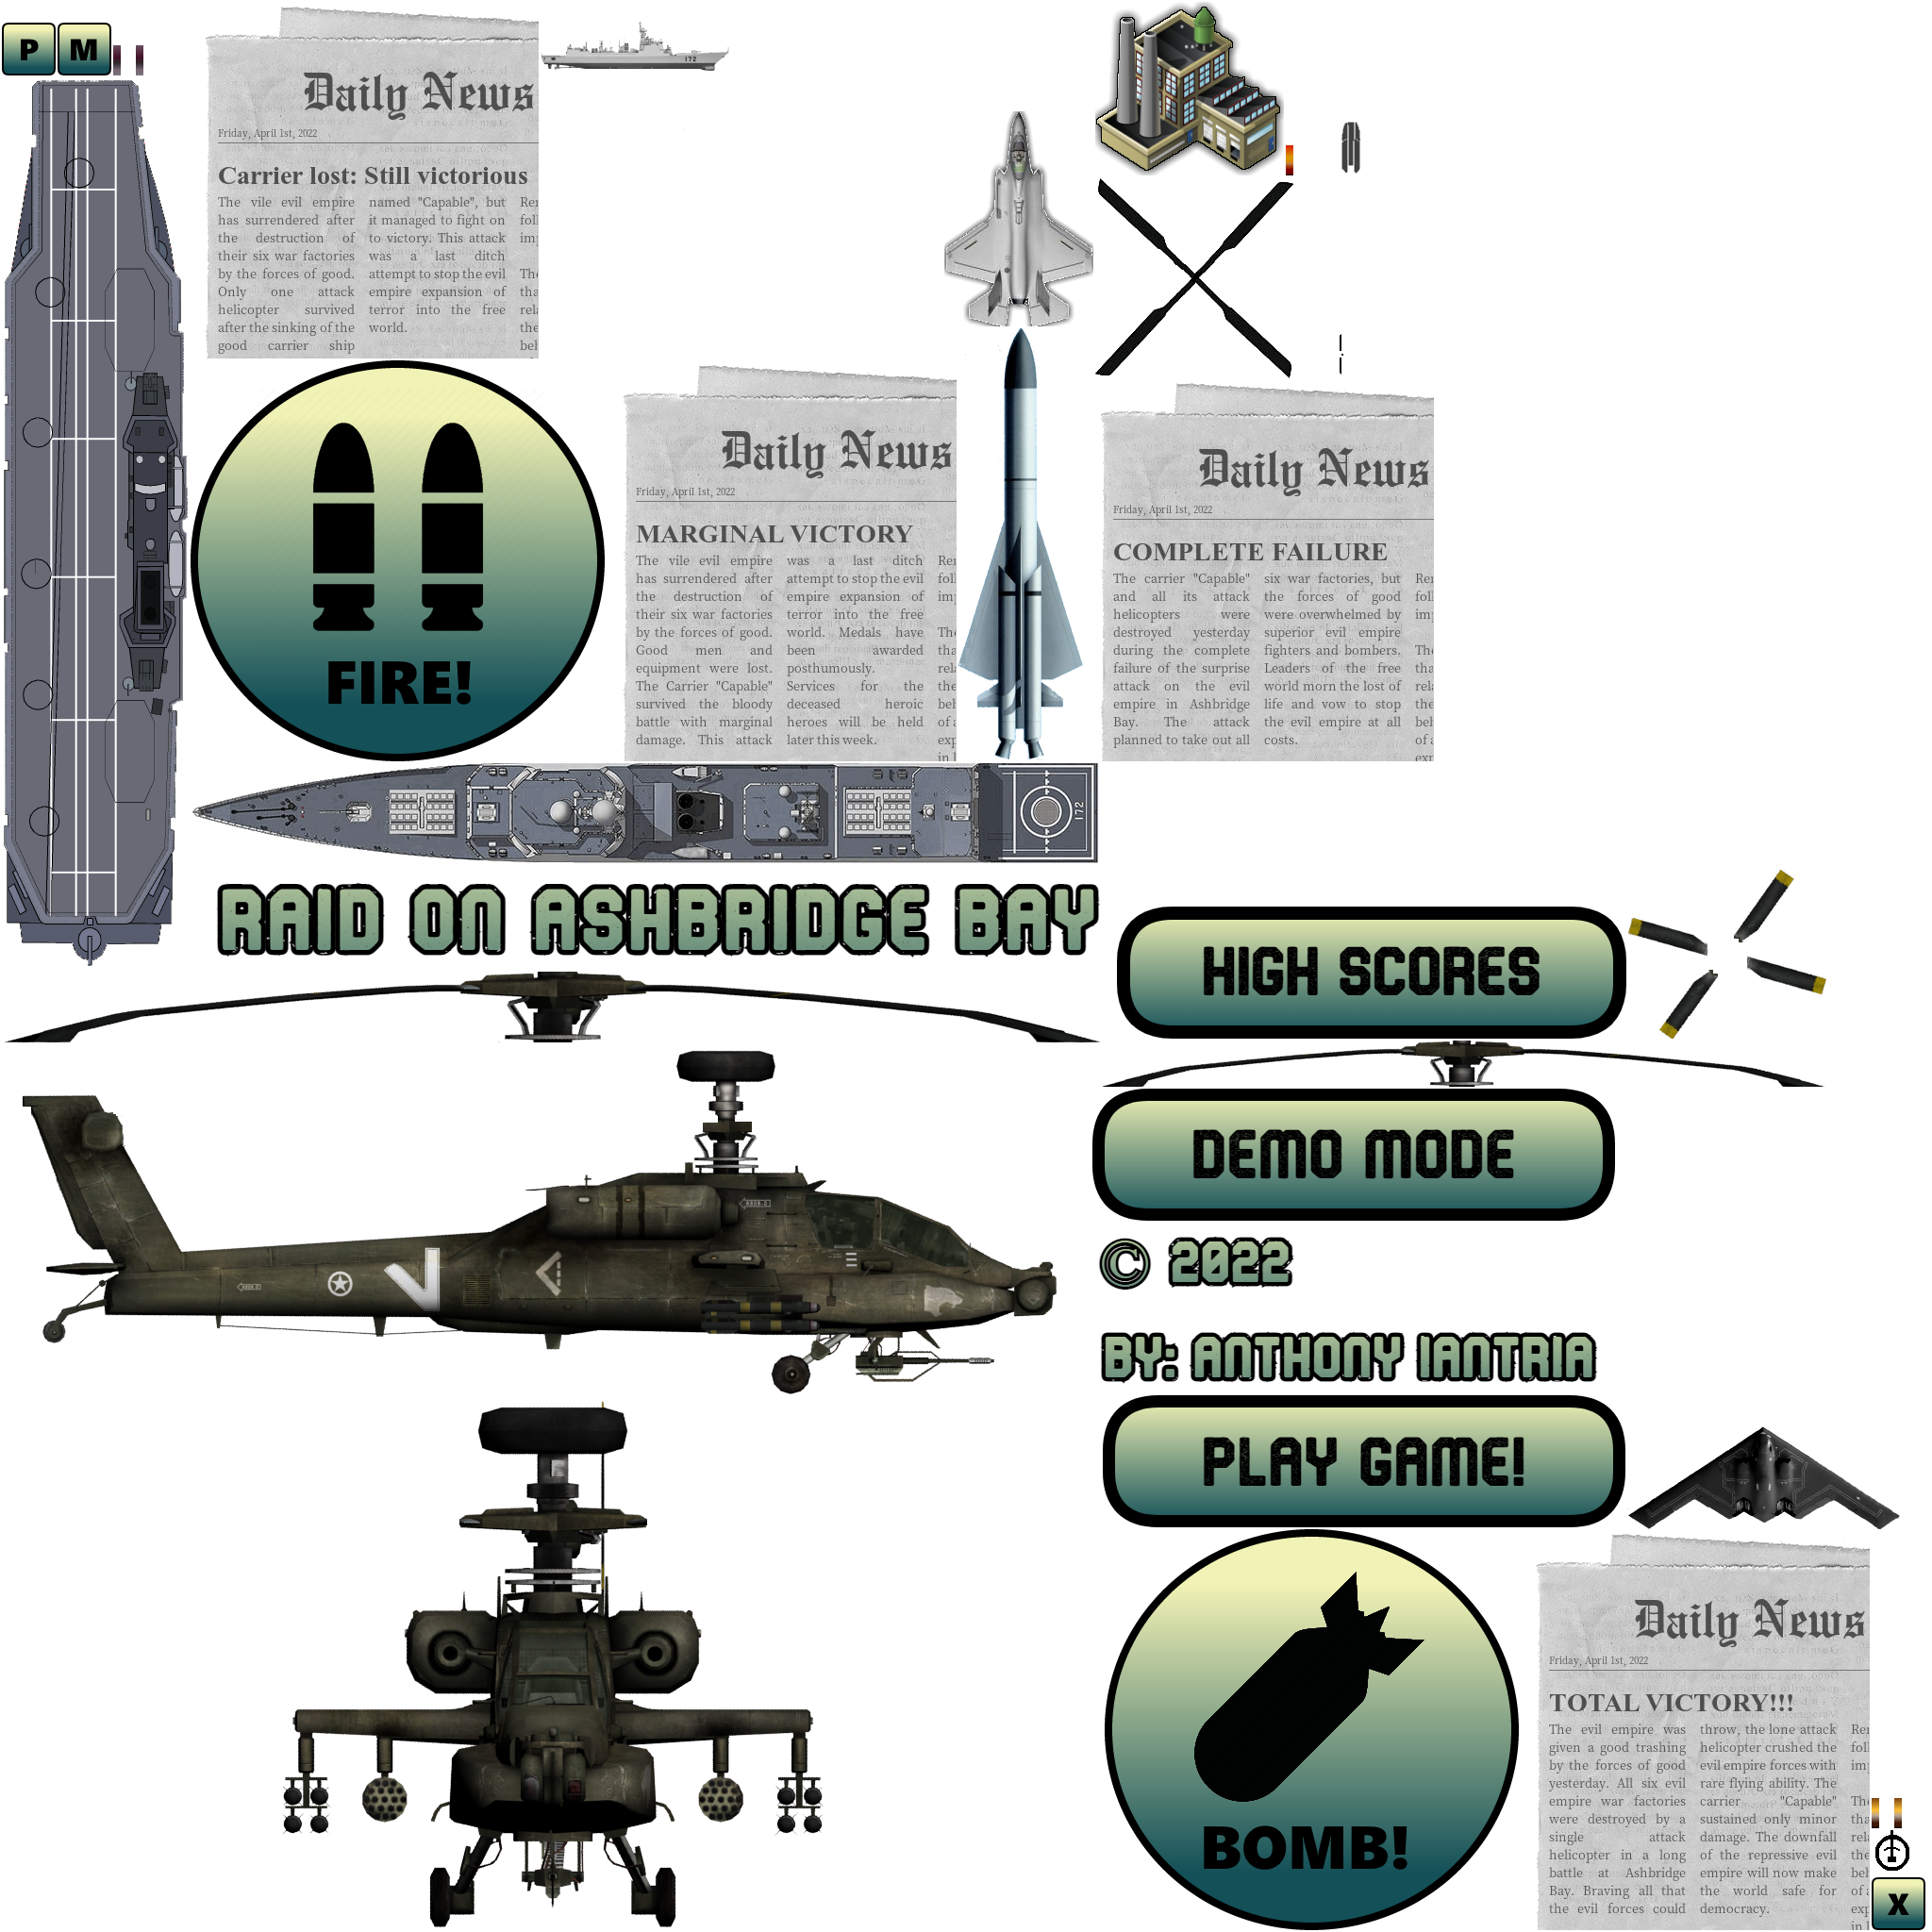 P M
Daily News
Friday, April 1st, 2022
Carrier lost: Still victorious
The vile evil empire
has surrendered after
the destruction of
their six war factories
by the forces of good.
Only one attack
helicopter survived
after the sinking of the
good carrier ship
named "Capable", but
it managed to fight on
to victory. This attack
was a last ditch
attempt to stop the evil
empire expansion of
terror into the free
world.
172
FIRE!
Daily News
Friday, April 1st, 2022
MARGINAL VICTORY
The vile evil empire
has surrendered after
the destruction of
their six war factories
by the forces of good.
Good men and
equipment were lost.
The Carrier "Capable"
survived the bloody
battle with marginal
damage. This attack
was a last ditch
attempt to stop the evil
empire expansion of
terror into the free
world. Medals have
been awarded
posthumously.
Services for the
deceased heroic
heroes will be held
later this week.
Daily News
Friday, April 1st, 2022
COMPLETE FAILURE
The carrier "Capable"
and all its attack
helicopters were
destroyed yesterday
during the complete
failure of the surprise
attack on the evil
empire in Ashbridge
Bay. The attack
planned to take out all
six war factories, but
the forces of good
were overwhelmed by
superior evil empire
fighters and bombers.
Leaders of the free
world morn the lost of
life and vow to stop
the evil empire at all
costs.
172
RAID ON ASHBRIDGE BAY
HIGH SCORES
DEMO MODE
© 2022
BY: ANTHONY IANTRIA
PLAY GAME!
BOMB!
Daily News
Friday, April 1st, 2022
TOTAL VICTORY!!!
The evil empire was
given a good trashing
by the forces of good
yesterday. All six evil
empire war factories
were destroyed by a
single attack
helicopter in a long
battle at Ashbridge
Bay. Braving all that
the evil forces could
throw, the lone attack
helicopter crushed the
evil empire forces with
rare flying ability. The
carrier "Capable"
sustained only minor
damage. The downfall
of the repressive evil
empire will now make
the world safe for
democracy.
X